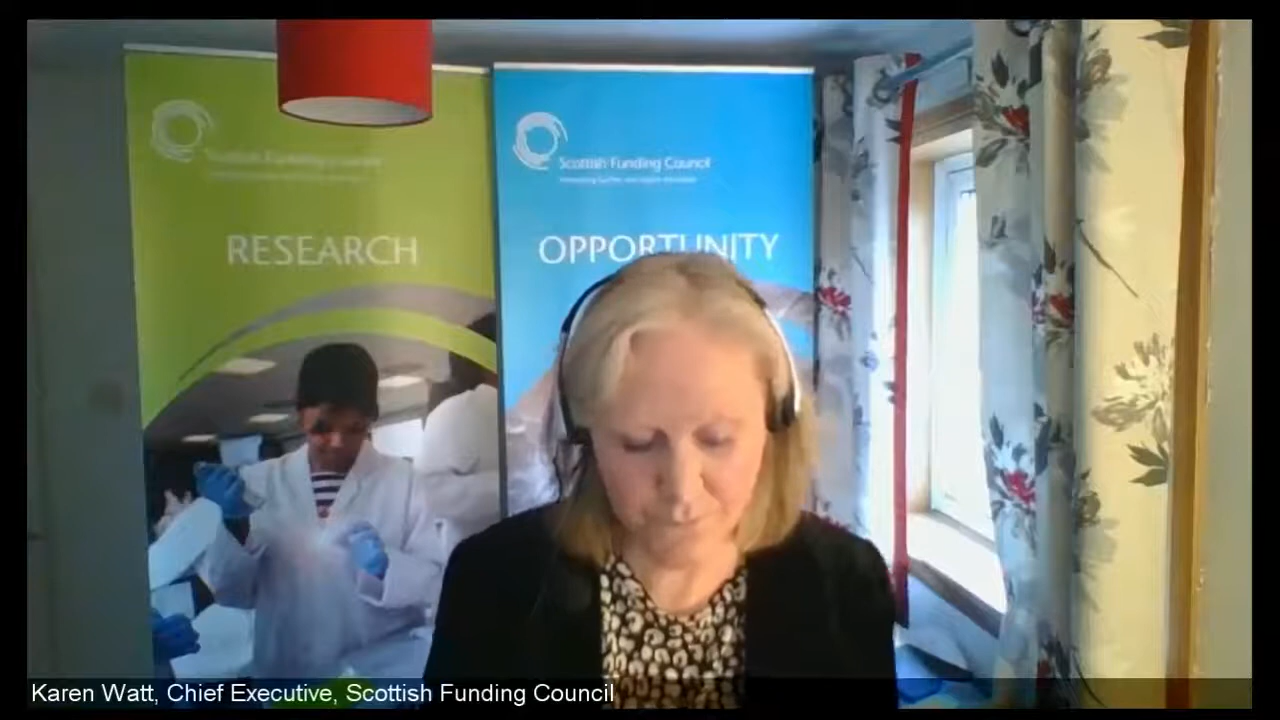 Scottish Funding Council
RESEARCH
Scottish Funding Council
OPPORTUNITY
Karen Watt, Chief Executive, Scottish Funding Council